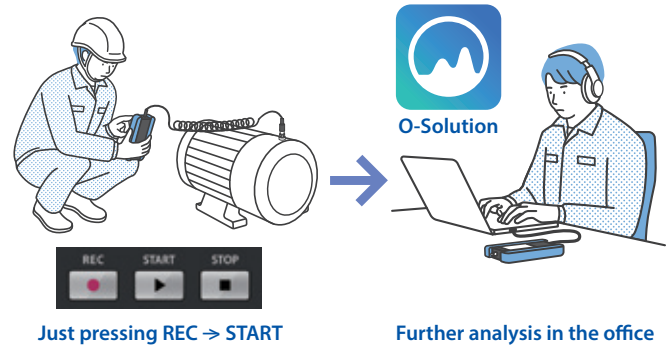 O-Solution
REC START STOP
Just pressing REC → START
Further analysis in the office